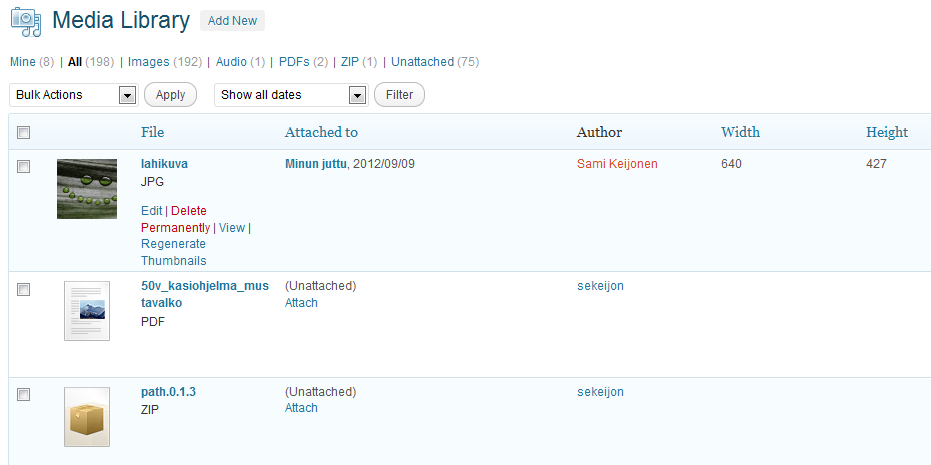 Media Library Add New
Mine (8) | All (198) | Images (192) | Audio (1) | PDFs (2) | ZIP (1) | Unattached (75)
Bulk Actions Apply Show all dates Filter
File Attached to Author Width Height
lahikuva Minun juttu, 2012/09/09 Sami Keijonen 640 427
JPG
Edit | Delete
Permanently | View |
Regenerate
Thumbnails
50v_kasiohjelma_mus (Unattached) sekeijon
tavalko Attach
PDF
path.0.1.3 (Unattached) sekeijon
ZIP Attach